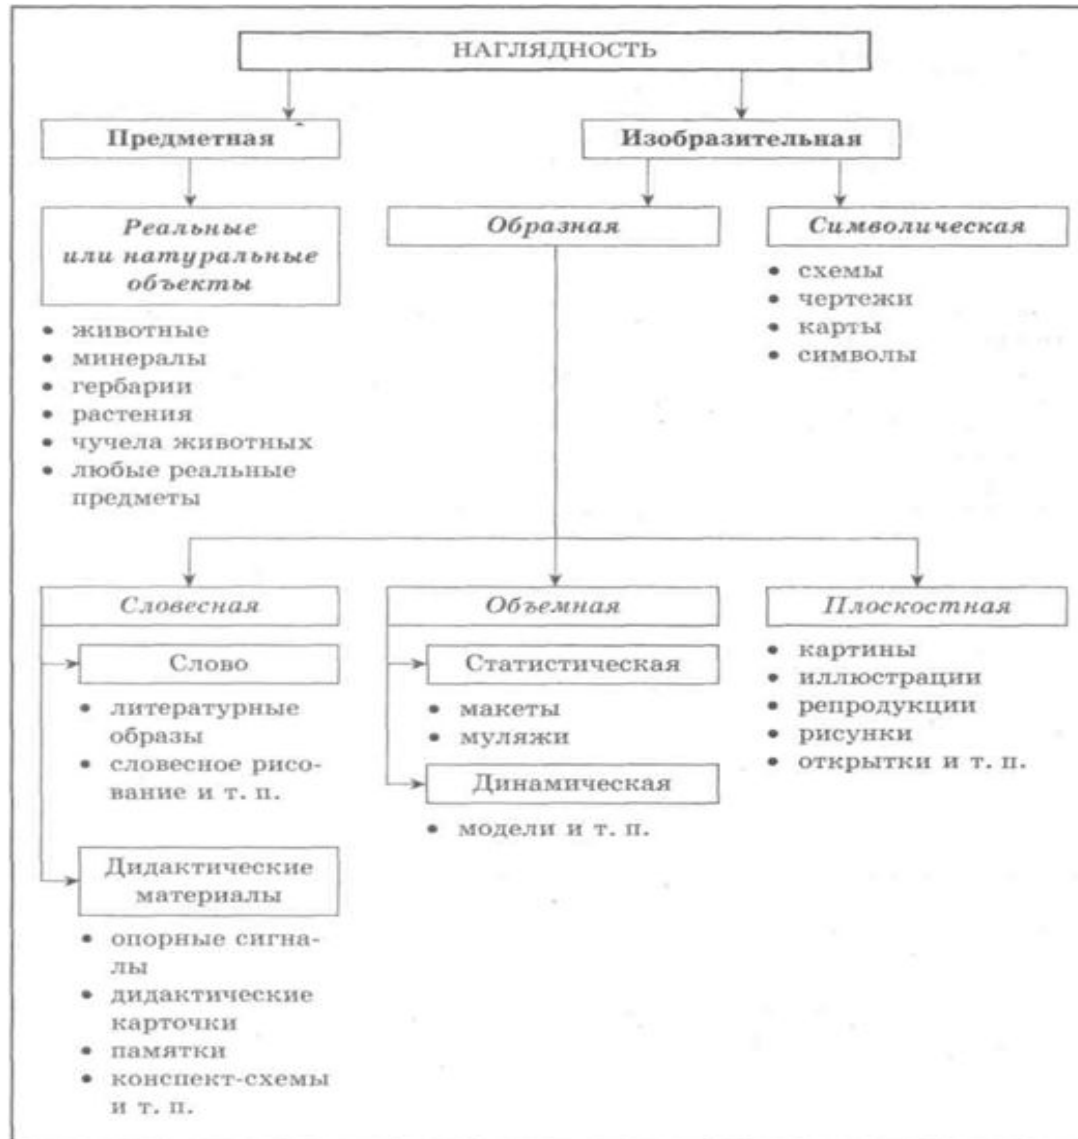 НАГЛЯДНОСТЬ
Предметная
Изобразительная
Реальные
или натуральные
объекты
Образная
Символическая
• животные
• минералы
• гербарии
• растения
• чучела животных
• любые реальные
предметы
• схемы
• чертежи
• карты
• символы
Словесная
Слово
• литературные
образы
• словесное рисо-
вание и т. п.
Дидактические
материалы
• опорные сигна-
лы
• дидактические
карточки
• памятки
• конспект-схемы
и т. п.
Объемная
Статистическая
• макеты
• муляжи
Динамическая
• модели и т. п.
Плоскостная
• картины
• иллюстрации
• репродукции
• рисунки
• открытки и т. п.